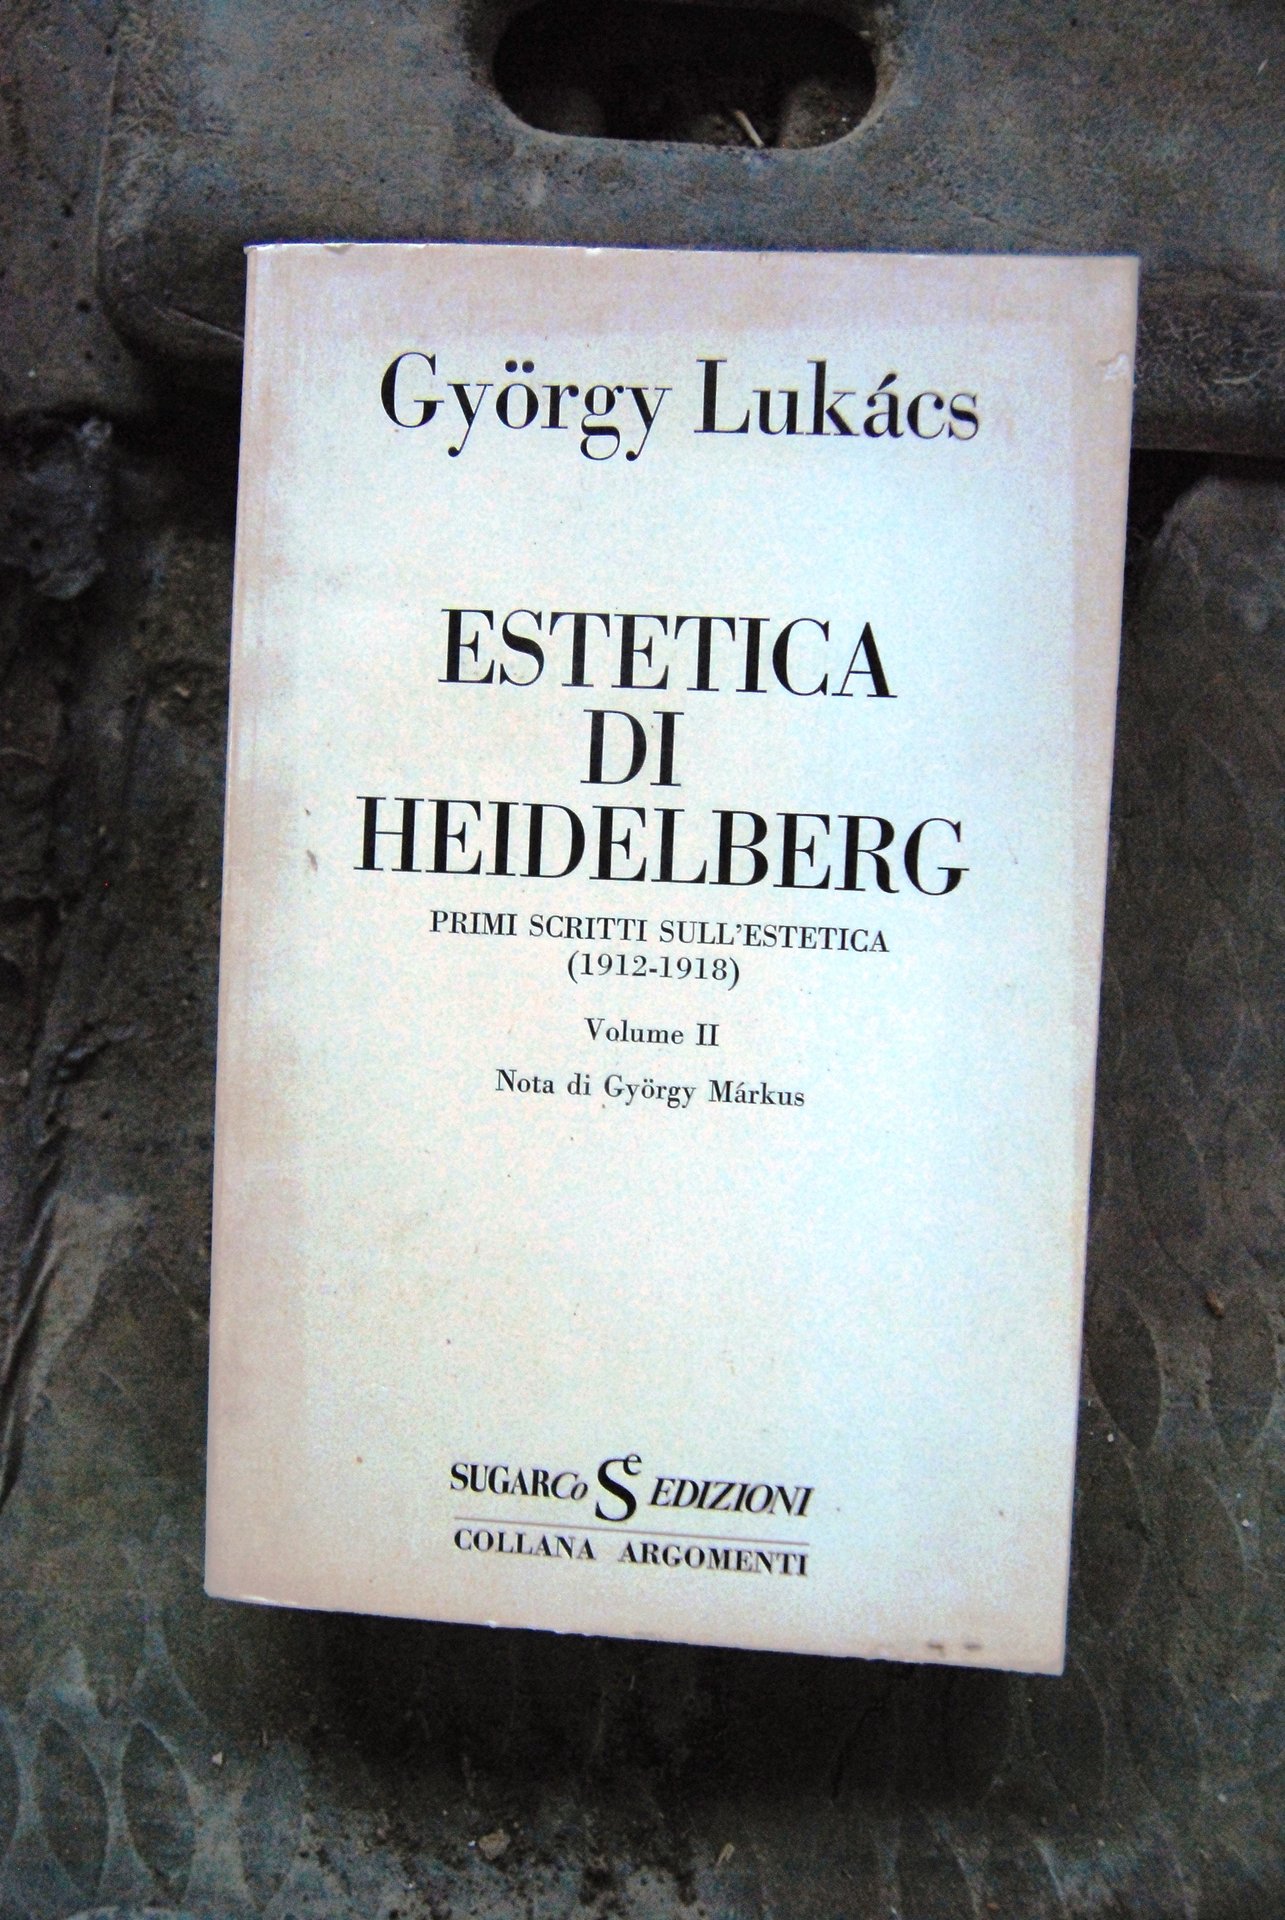 György Lukács
ESTETICA
DI
HEIDELBERG
PRIMI SCRITTI SULL'ESTETICA
(1912-1918)
Volume II
Nota di György Márkus
SUGARCo Se EDIZIONI
COLLANA ARGOMENTI